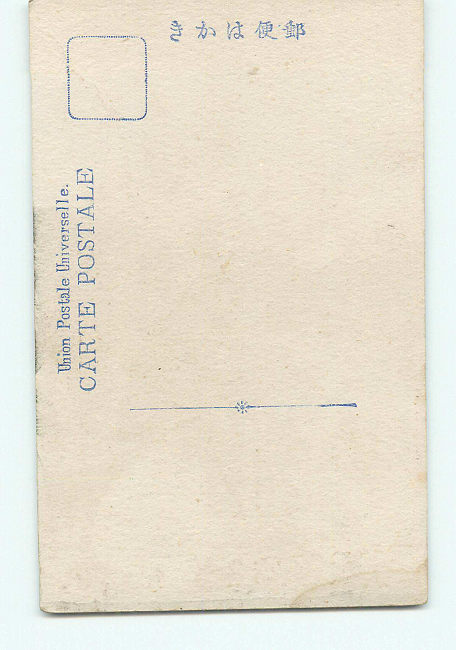 郵便はかき
Union Postale Universelle.
CARTE POSTALE